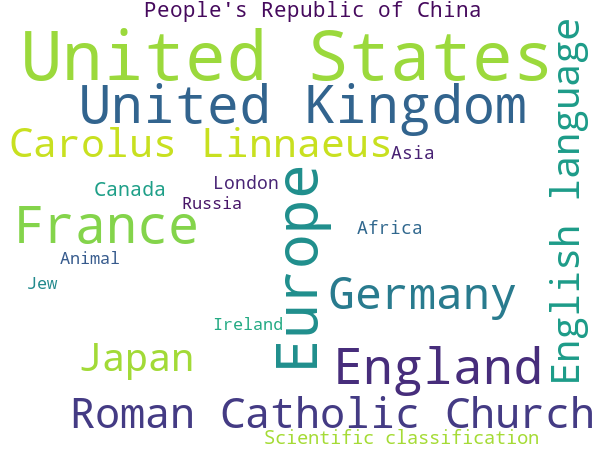 People's Republic of China
United States
English language
United Kingdom
Carolus Linnaeus
Asia
Europe
Canada
London
Russia
France
Africa
Animal
Jew
Germany
Ireland
Japan
England
Roman Catholic Church
Scientific classification